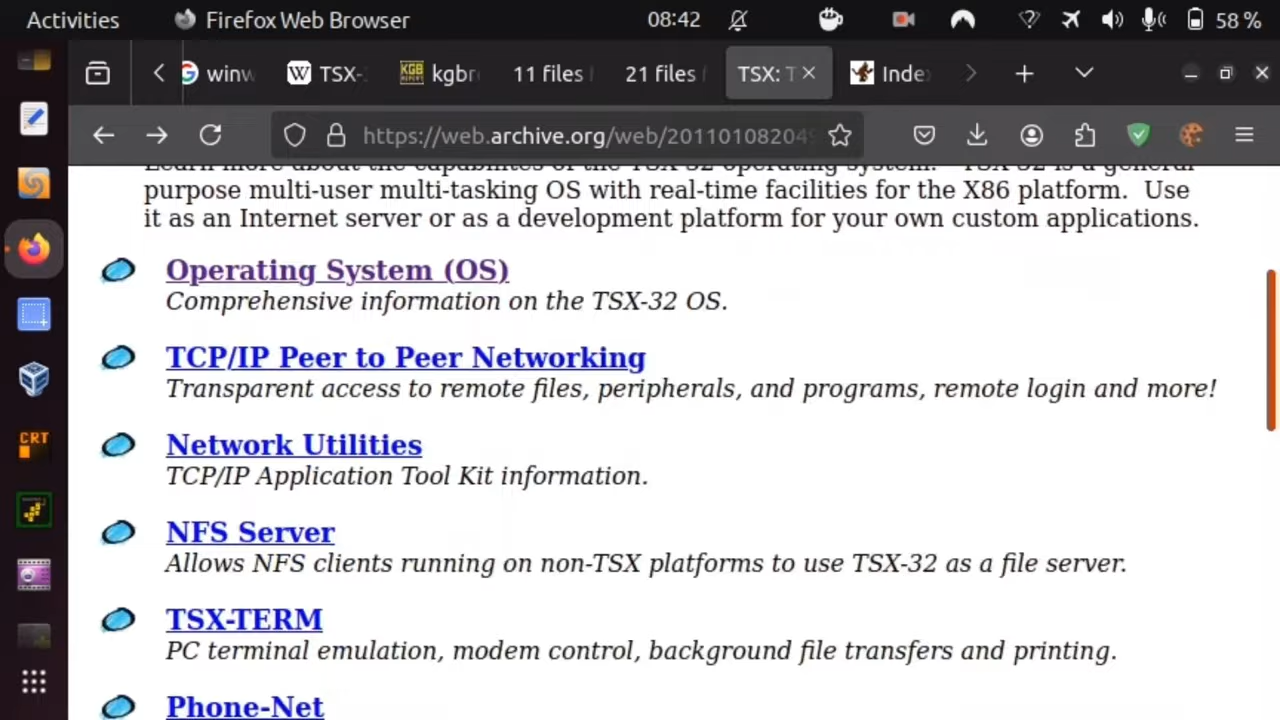 Activities
Firefox Web Browser
08:42
58 %
winw
TSX-
kgbr
11 files
21 files
TSX: T
Index
https://web.archive.org/web/201101082049
purpose multi-user multi-tasking OS with real-time facilities for the X86 platform. Use
it as an Internet server or as a development platform for your own custom applications.
Operating System (OS)
Comprehensive information on the TSX-32 OS.
TCP/IP Peer to Peer Networking
Transparent access to remote files, peripherals, and programs, remote login and more!
Network Utilities
TCP/IP Application Tool Kit information.
NFS Server
Allows NFS clients running on non-TSX platforms to use TSX-32 as a file server.
TSX-TERM
PC terminal emulation, modem control, background file transfers and printing.
Phone-Net
CRT